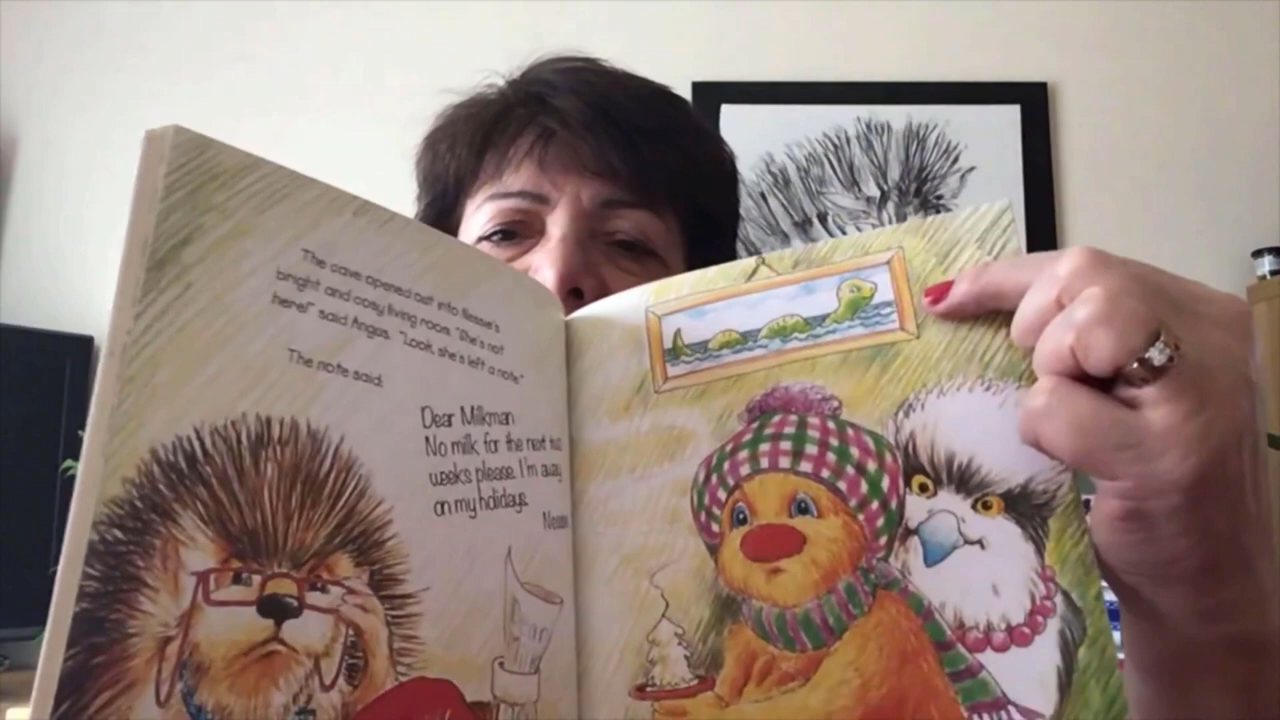 The cave opened out into Nessie's
bright and cosy living room. "She's not
here!" said Angus. "Look, she's left a note."
The note said:
Dear Milkman
No milk for the next two
weeks please. I'm away
on my holidays.
Nessie